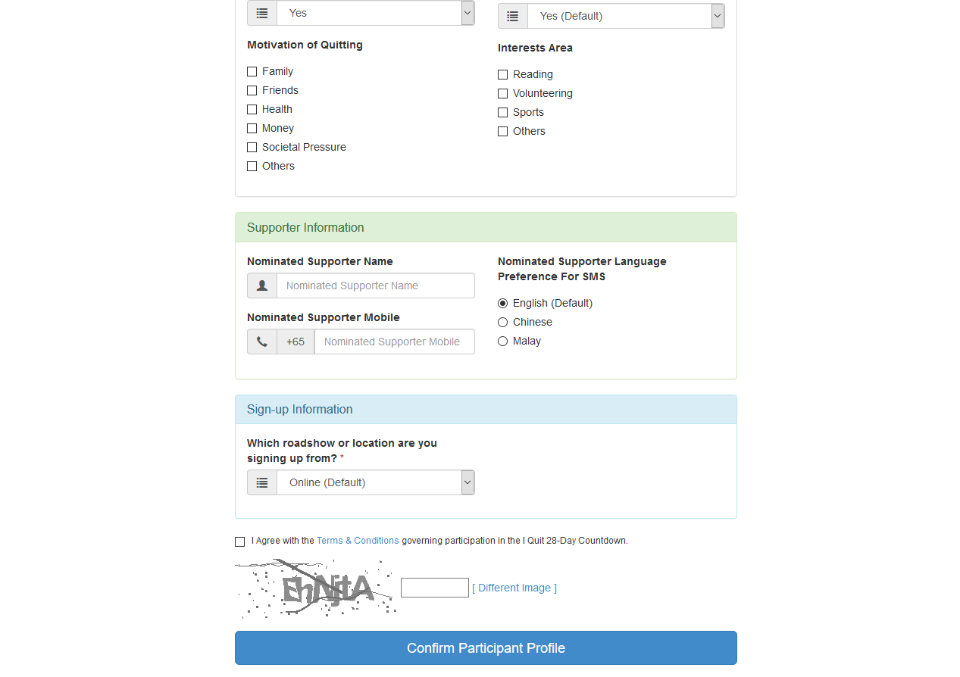 Yes
Yes (Default)
Motivation of Quitting
Family
Friends
Health
Money
Societal Pressure
Others
Interests Area
Reading
Volunteering
Sports
Others
Supporter Information
Nominated Supporter Name
Nominated Supporter Name
Nominated Supporter Mobile
+65 Nominated Supporter Mobile
Nominated Supporter Language
Preference For SMS
English (Default)
Chinese
Malay
Sign-up Information
Which roadshow or location are you
signing up from? *
Online (Default)
I Agree with the Terms & Conditions governing participation in the I Quit 28-Day Countdown.
[ Different Image ]
Confirm Participant Profile